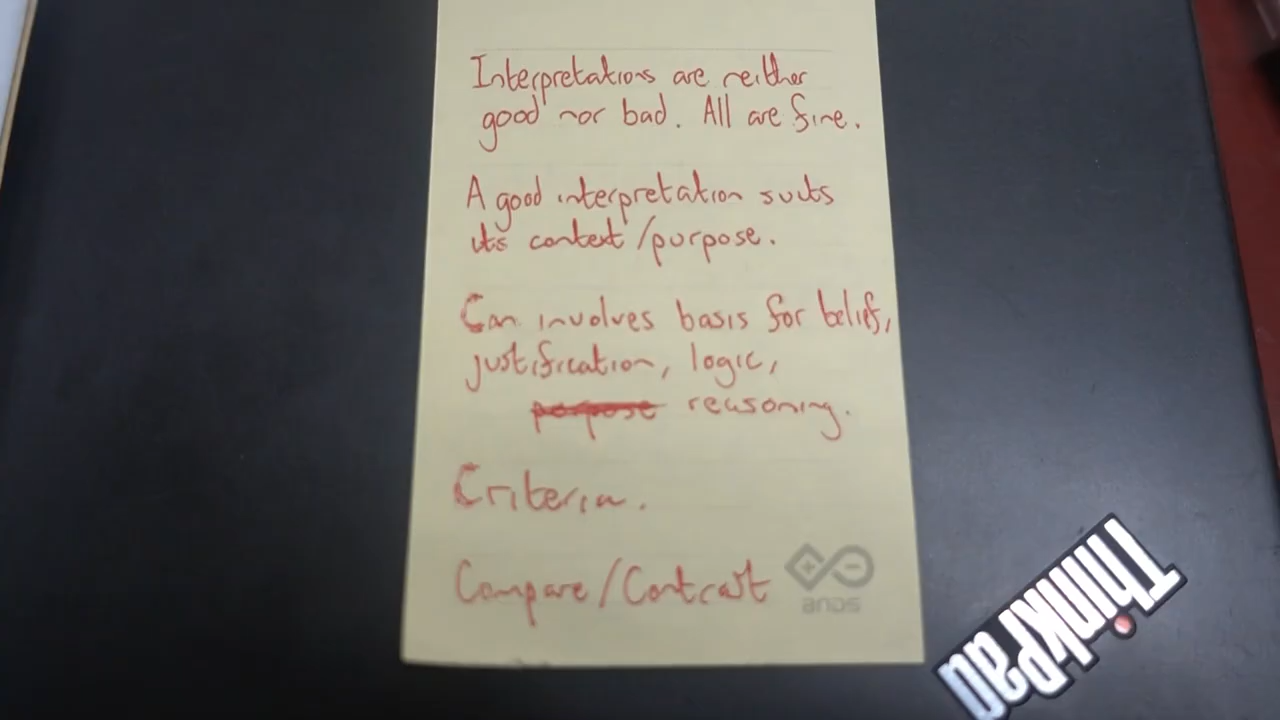 Interpretations are neither
good nor bad. All are fine.
A good interpretation suits
its context/purpose.
Can involves basis for belief,
justification, logic,
purpose reasoning.
Criteria.
Compare/Contrast
ThinkPad